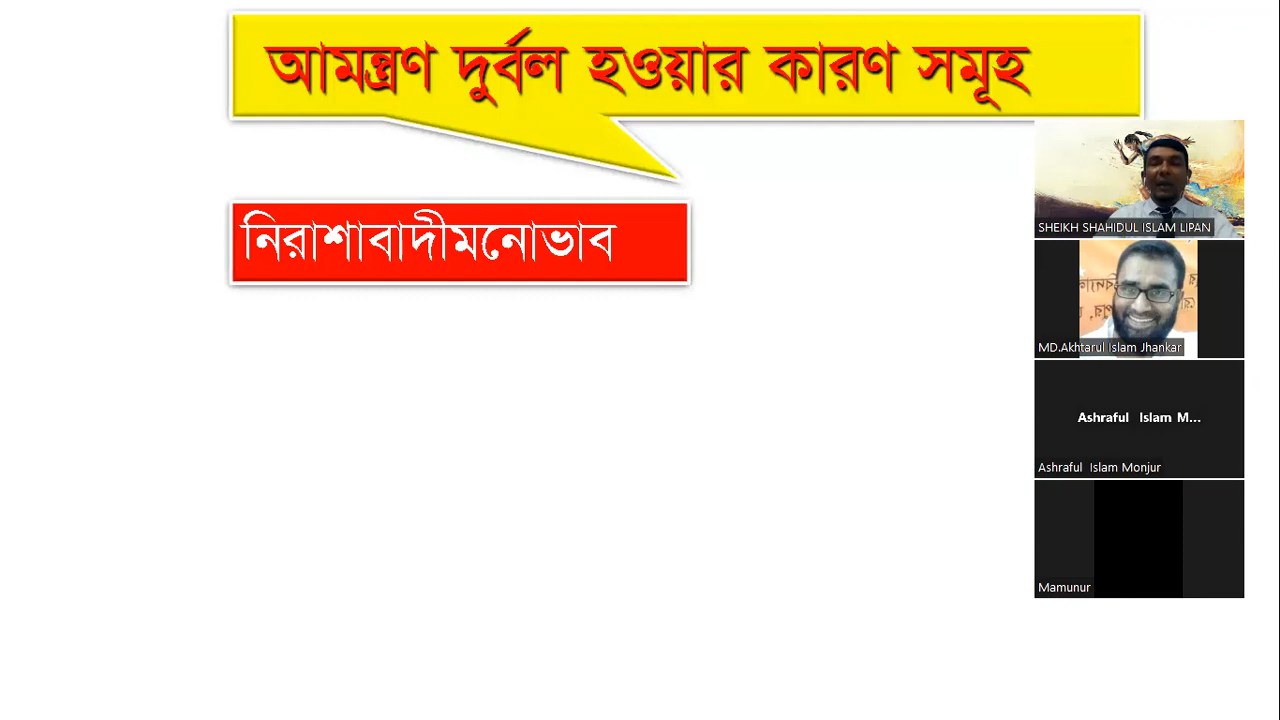 আমন্ত্রণ দুর্বল হওয়ার কারণ সমূহ
নিরাশাবাদীমনোভাব
SHEIKH SHAHIDUL ISLAM LIPAN
MD.Akhtarul Islam Jhankar
Ashraful Islam M...
Ashraful Islam Monjur
Mamunur